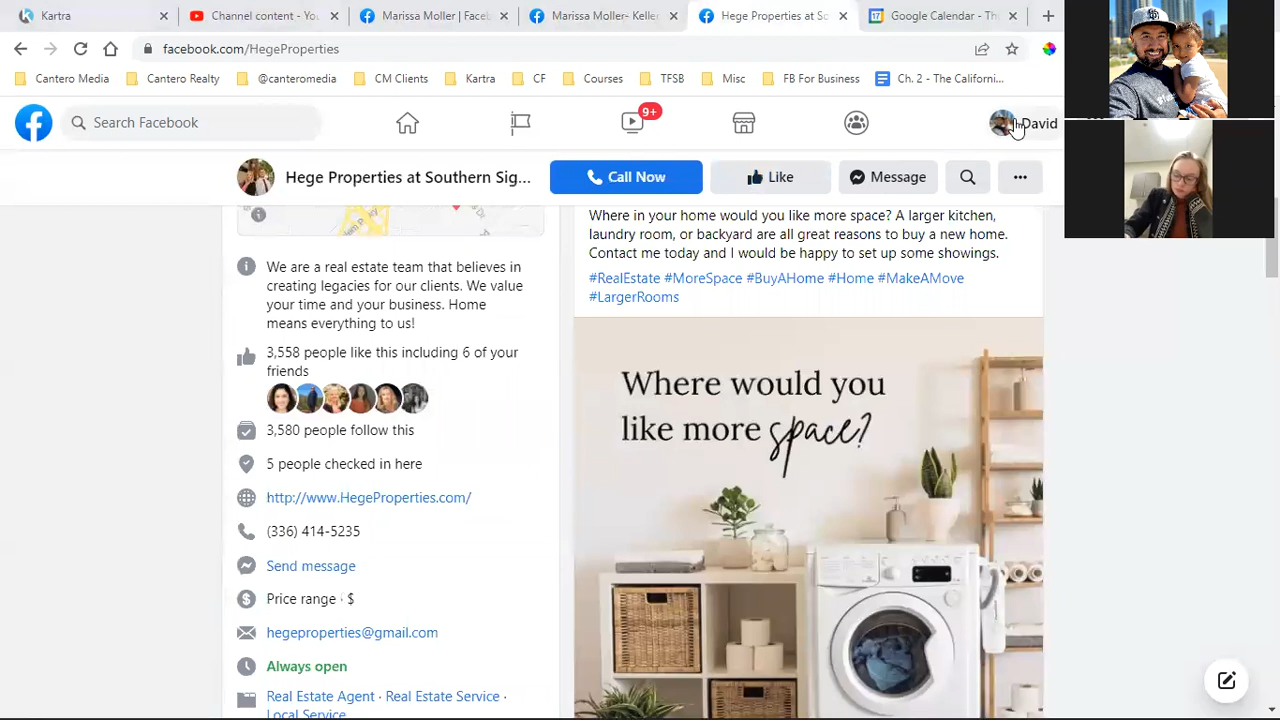 Kartra
Channel content - You
Marissa Moller: Faceb
Marissa Moller- Keller
Hege Properties at So
Google Calendar - Th
facebook.com/HegeProperties
Cantero Media
Cantero Realty
@canteromedia
CM Clie
Kartra
CF
Courses
TFSB
Misc
FB For Business
Ch. 2 - The Californi...
Search Facebook
9+
David
Hege Properties at Southern Sig...
Call Now
Like
Message
We are a real estate team that believes in
creating legacies for our clients. We value
your time and your business. Home
means everything to us!
3,558 people like this including 6 of your
friends
3,580 people follow this
5 people checked in here
http://www.HegeProperties.com/
(336) 414-5235
Send message
Price range · $
hegeproperties@gmail.com
Always open
Real Estate Agent · Real Estate Service ·
Local Service
Where in your home would you like more space? A larger kitchen,
laundry room, or backyard are all great reasons to buy a new home.
Contact me today and I would be happy to set up some showings.
#RealEstate #MoreSpace #BuyAHome #Home #MakeAMove
#LargerRooms
Where would you
like more space?